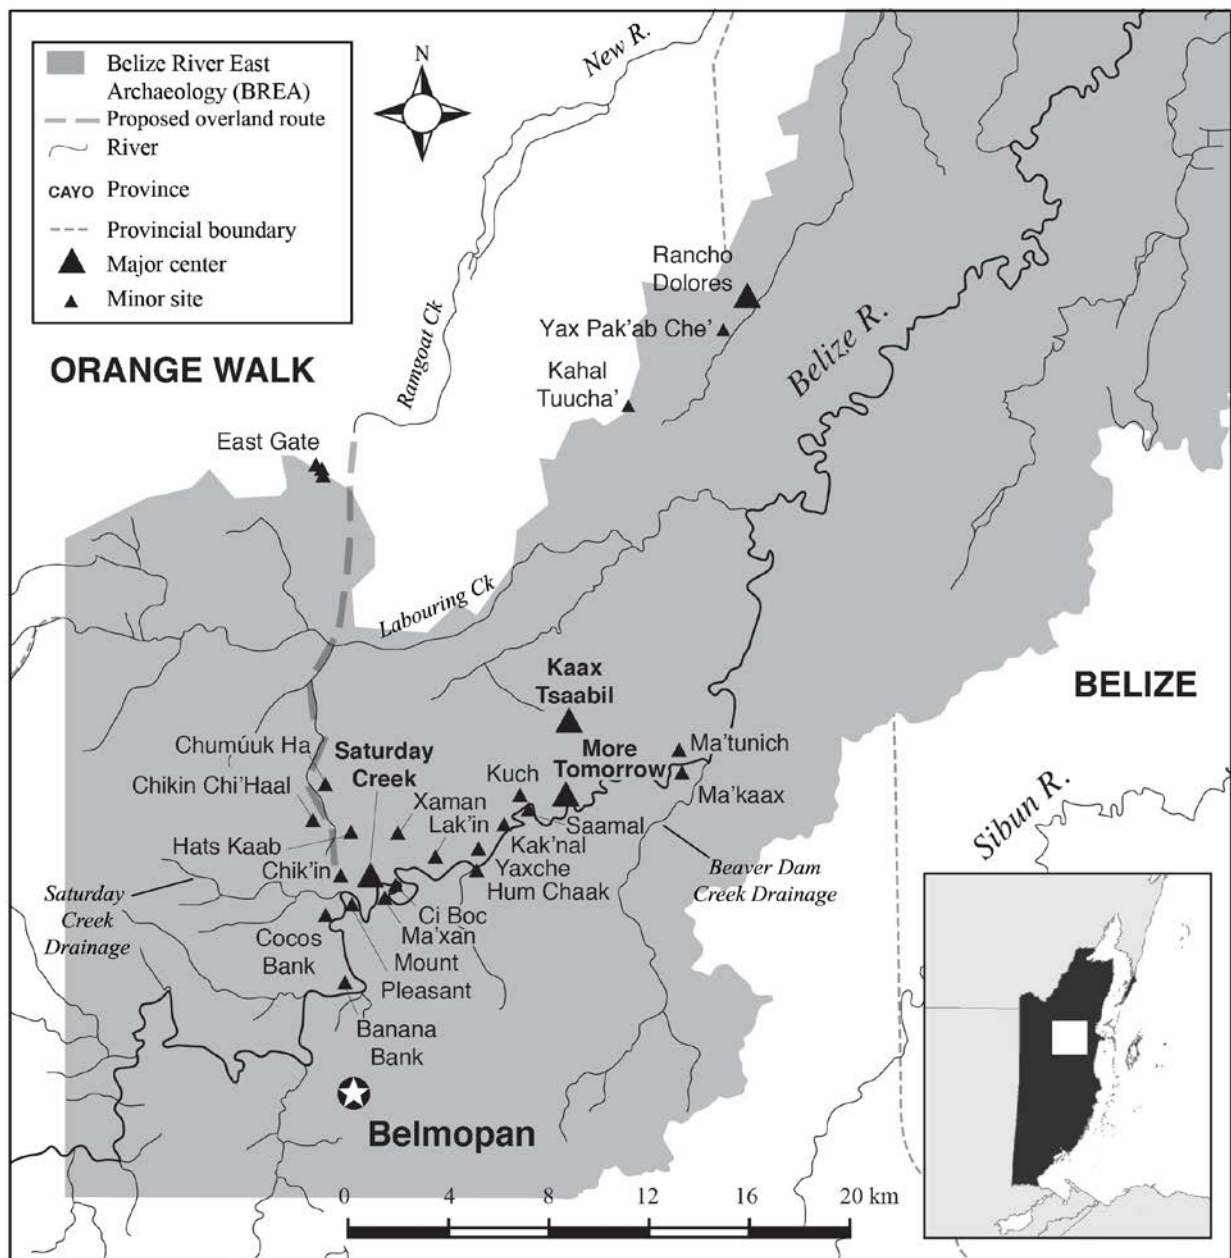 Belize River East
Archaeology (BREA)
Proposed overland route
River
CAYO Province
Provincial boundary
Major center
Minor site
N
New R.
Ramgoat Ck
ORANGE WALK
Rancho
Dolores
Yax Pak'ab Che'
Kahal
Tuucha'
Belize R.
East Gate
Labouring Ck
Kaax
Tsaabil
BELIZE
Chumúuk Ha
Saturday
Creek
More
Tomorrow
Ma'tunich
Chikin Chi'Haal
Kuch
Ma'kaax
Xaman
Sibun R.
Hats Kaab
Lak'in
Saamal
Kak'nal
Chik'in
Yaxche
Hum Chaak
Beaver Dam
Creek Drainage
Saturday
Creek
Drainage
Ci Boc
Ma'xan
Cocos
Bank
Mount
Pleasant
Banana
Bank
Belmopan
0 4 8 12 16 20 km